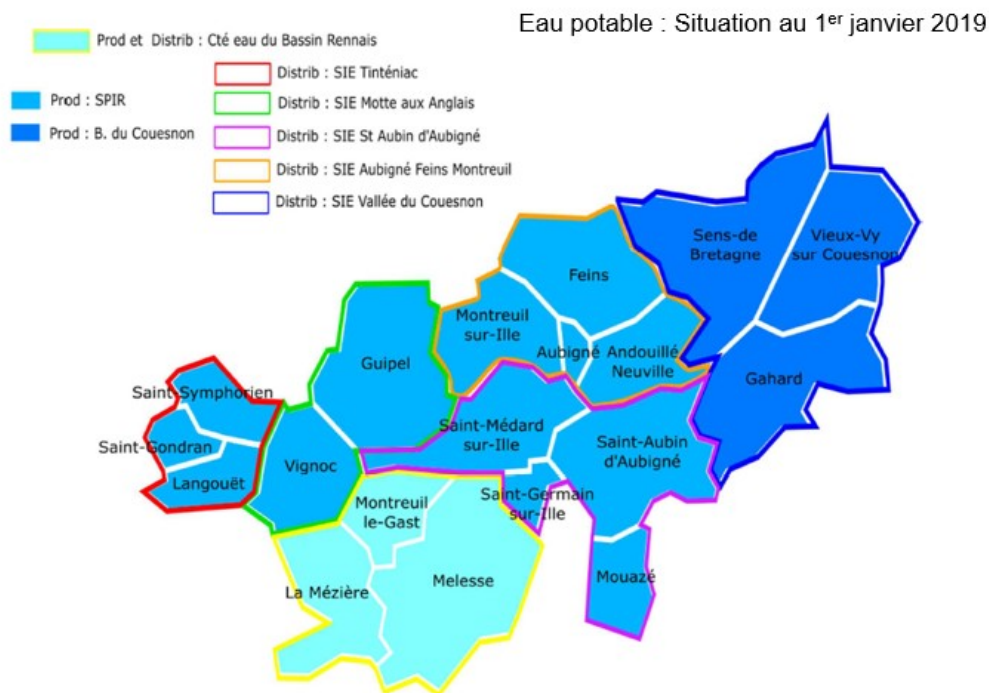 Eau potable : Situation au 1er janvier 2019
Prod et Distrib : Cté eau du Bassin Rennais
Distrib : SIE Tinténiac
Prod : SPIR
Distrib : SIE Motte aux Anglais
Prod : B. du Couesnon
Distrib : SIE St Aubin d'Aubigné
Distrib : SIE Aubigné Feins Montreuil
Distrib : SIE Vallée du Couesnon
Sens-de
Bretagne
Vieux-Vy
sur Couesnon
Feins
Montreuil
sur-Ille
Aubigné
Andouillé
Neuville
Guipel
Gahard
Saint-Symphorien
Saint-Médard
sur-Ille
Saint-Aubin
d'Aubigné
Saint-Gondran
Vignoc
Langouët
Montreuil
le-Gast
Saint-Germain
sur-Ille
La Mézière
Melesse
Mouazé